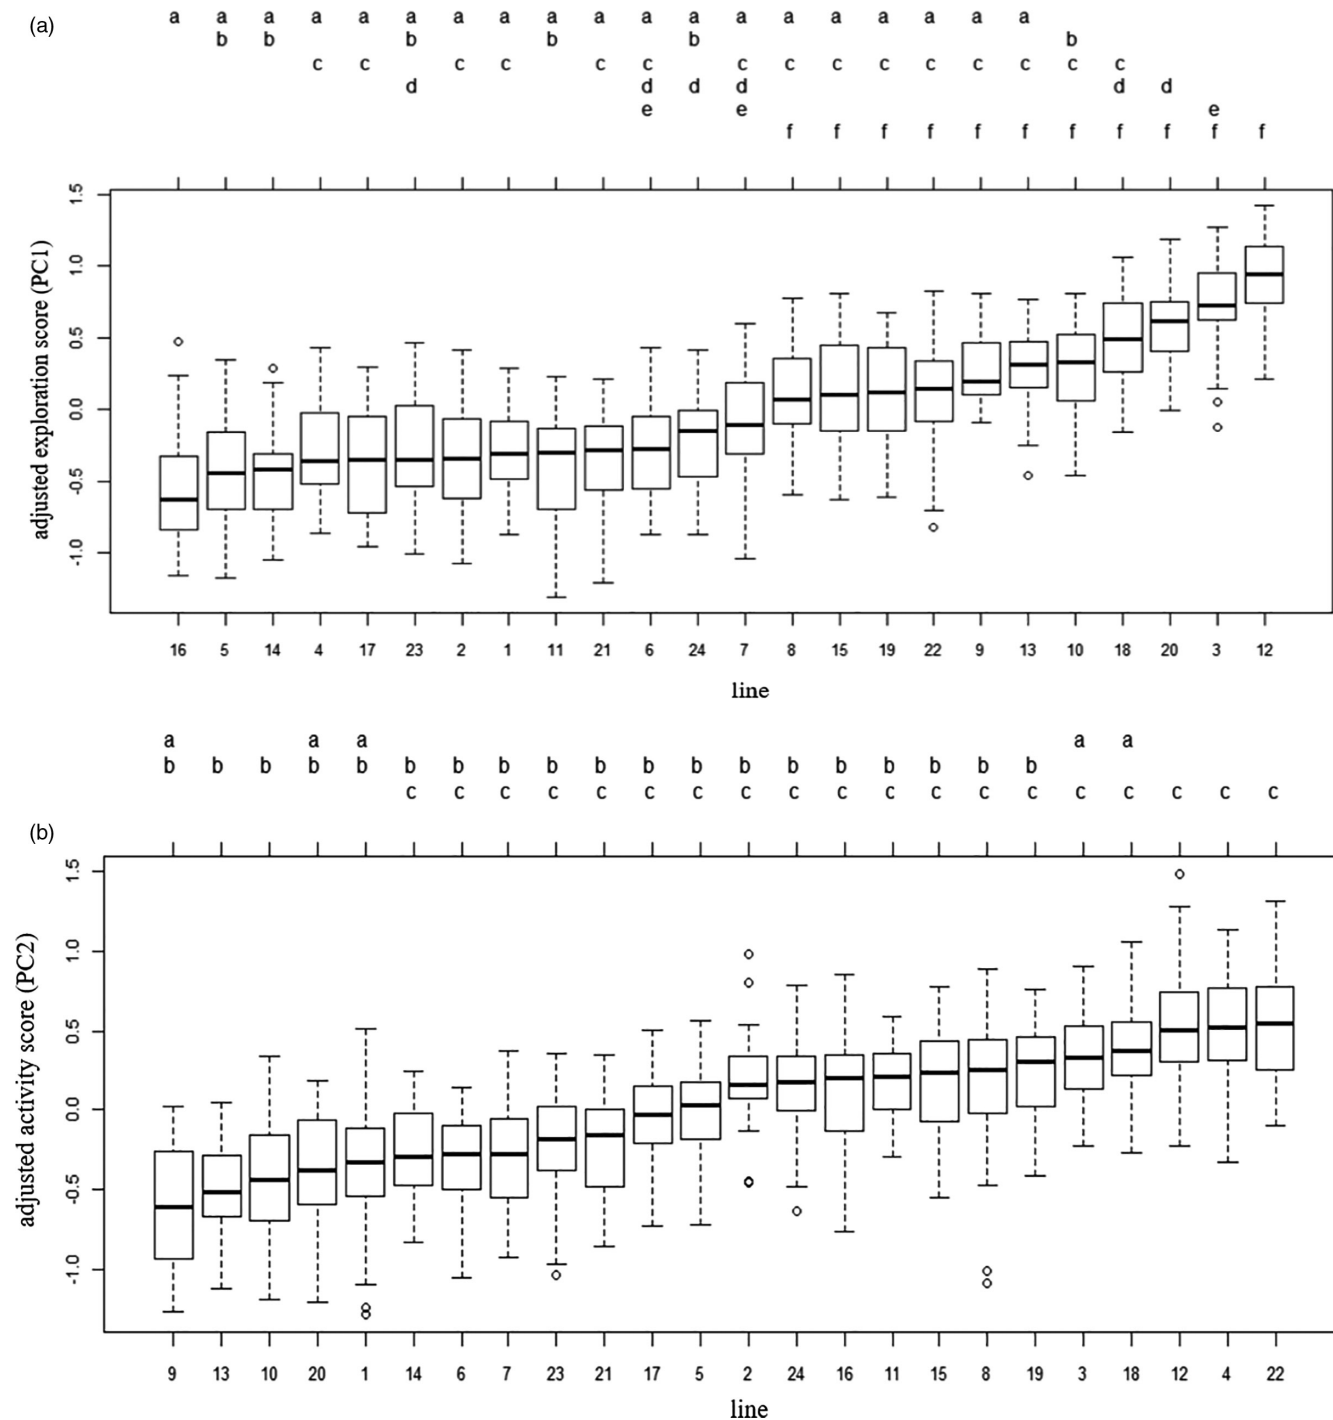 (a)
a a a a a a a a a a a a a a a a a a a
b b b b b b
c c c c c c c c c c c c c c c
d d d d d d
e e e
f f f f f f f f f f f
adjusted exploration score (PC1)
1.5
1.0
0.5
0.0
-0.5
-1.0
16 5 14 4 17 23 2 1 11 21 6 24 7 8 15 19 22 9 13 10 18 20 3 12
line
a a a a a
b b b b b b b b b b b b b b b b b b b
c c c c c c c c c c c c c c c c c c c
(b)
adjusted activity score (PC2)
1.5
1.0
0.5
0.0
-0.5
-1.0
9 13 10 20 1 14 6 7 23 21 17 5 2 24 16 11 15 8 19 3 18 12 4 22
line